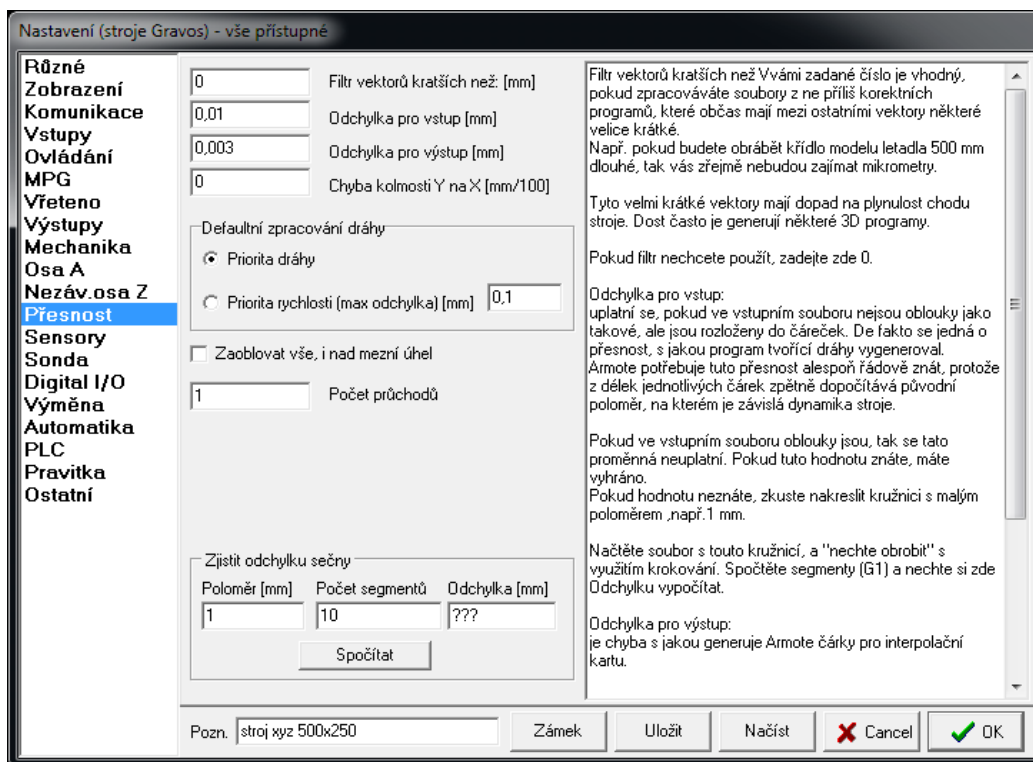 Nastavení (stroje Gravos) - vše přístupné
Různé
Zobrazení
Komunikace
Vstupy
Ovládání
MPG
Vřeteno
Výstupy
Mechanika
Osa A
Nezáv.osa Z
Přesnost
Sensory
Sonda
Digital I/O
Výměna
Automatika
PLC
Pravitka
Ostatní
0 Filtr vektorů kratších než: [mm]
0,01 Odchylka pro vstup [mm]
0,003 Odchylka pro výstup [mm]
0 Chyba kolmosti Y na X [mm/100]
Defaultní zpracování dráhy
Priorita dráhy
Priorita rychlosti (max odchylka) [mm] 0,1
Zaoblovat vše, i nad mezní úhel
1 Počet průchodů
Zjistit odchylku sečny
Poloměr [mm] Počet segmentů Odchylka [mm]
1 10 ???
Spočítat
Filtr vektorů kratších než Vvámi zadané číslo je vhodný,
pokud zpracováváte soubory z ne příliš korektních
programů, které občas mají mezi ostatními vektory některé
velice krátké.
Např. pokud budete obrábět křídlo modelu letadla 500 mm
dlouhé, tak vás zřejmě nebudou zajímat mikrometry.
Tyto velmi krátké vektory mají dopad na plynulost chodu
stroje. Dost často je generují některé 3D programy.
Pokud filtr nechcete použít, zadejte zde 0.
Odchylka pro vstup:
uplatní se, pokud ve vstupním souboru nejsou oblouky jako
takové, ale jsou rozloženy do čáreček. De fakto se jedná o
přesnost, s jakou program tvořící dráhy vygeneroval.
Armote potřebuje tuto přesnost alespoň řádově znát, protože
z délek jednotlivých čárek zpětně dopočítává původní
poloměr, na kterém je závislá dynamika stroje.
Pokud ve vstupním souboru oblouky jsou, tak se tato
proměnná neuplatní. Pokud tuto hodnotu znáte, máte
vyhráno.
Pokud hodnotu neznáte, zkuste nakreslit kružnici s malým
poloměrem ,např.1 mm.
Načtěte soubor s touto kružnicí, a "nechte obrobit" s
využitím krokování. Spočtěte segmenty (G1) a nechte si zde
Odchylku vypočítat.
Odchylka pro výstup:
je chyba s jakou generuje Armote čárky pro interpolační
kartu.
Pozn. stroj xyz 500x250 Zámek Uložit Načíst Cancel OK